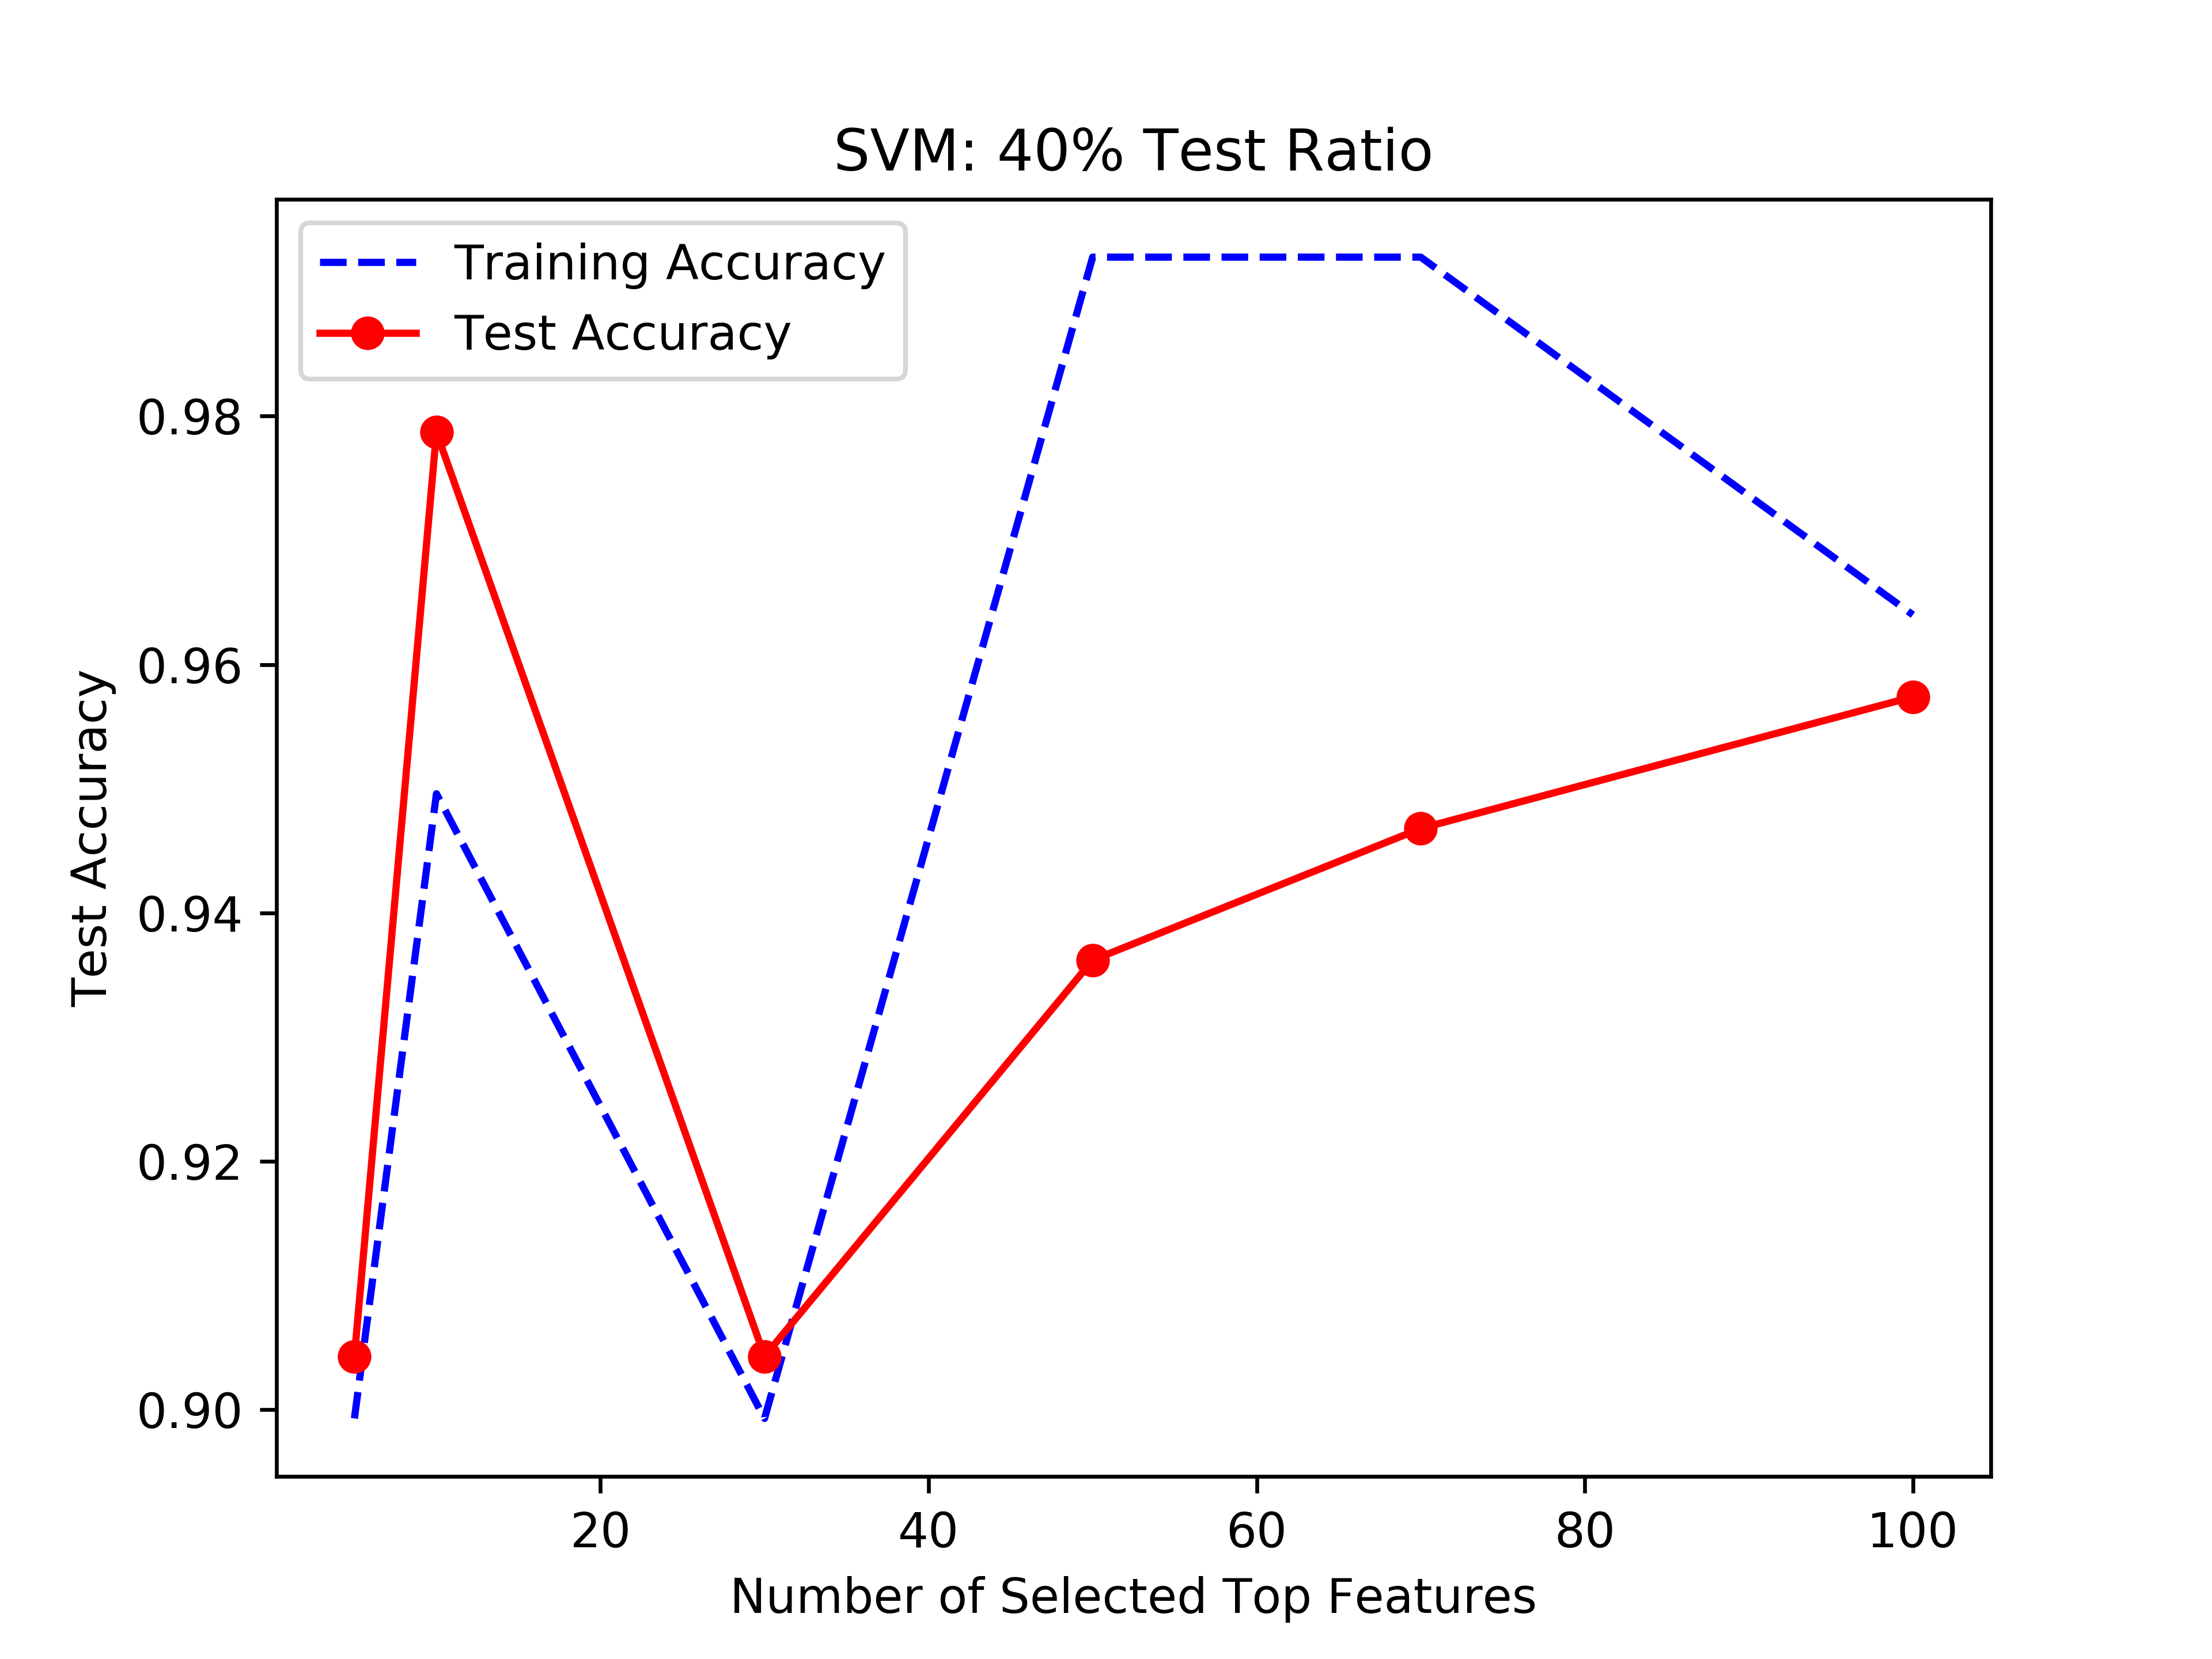 SVM: 40% Test Ratio
Training Accuracy
Test Accuracy
0.98
0.96
0.94
0.92
0.90
Test Accuracy
20 40 60 80 100
Number of Selected Top Features